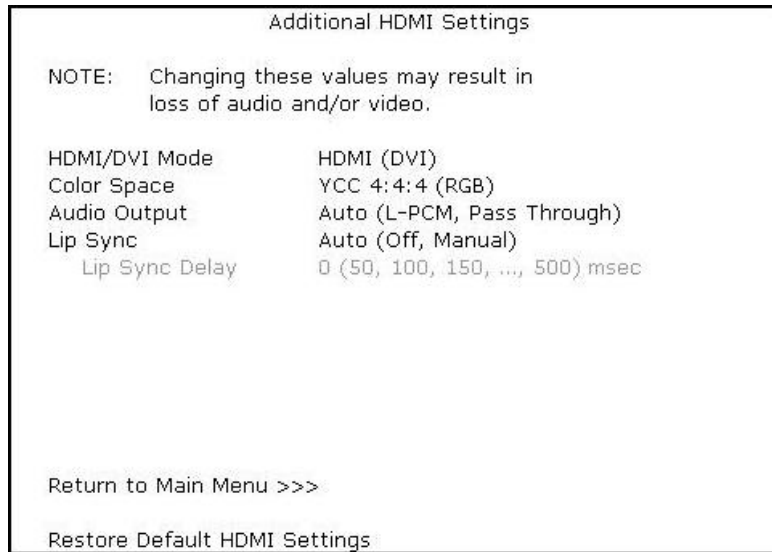 Additional HDMI Settings
NOTE: Changing these values may result in
loss of audio and/or video.
HDMI/DVI Mode HDMI (DVI)
Color Space YCC 4:4:4 (RGB)
Audio Output Auto (L-PCM, Pass Through)
Lip Sync Auto (Off, Manual)
Lip Sync Delay 0 (50, 100, 150, ..., 500) msec
Return to Main Menu >>>
Restore Default HDMI Settings